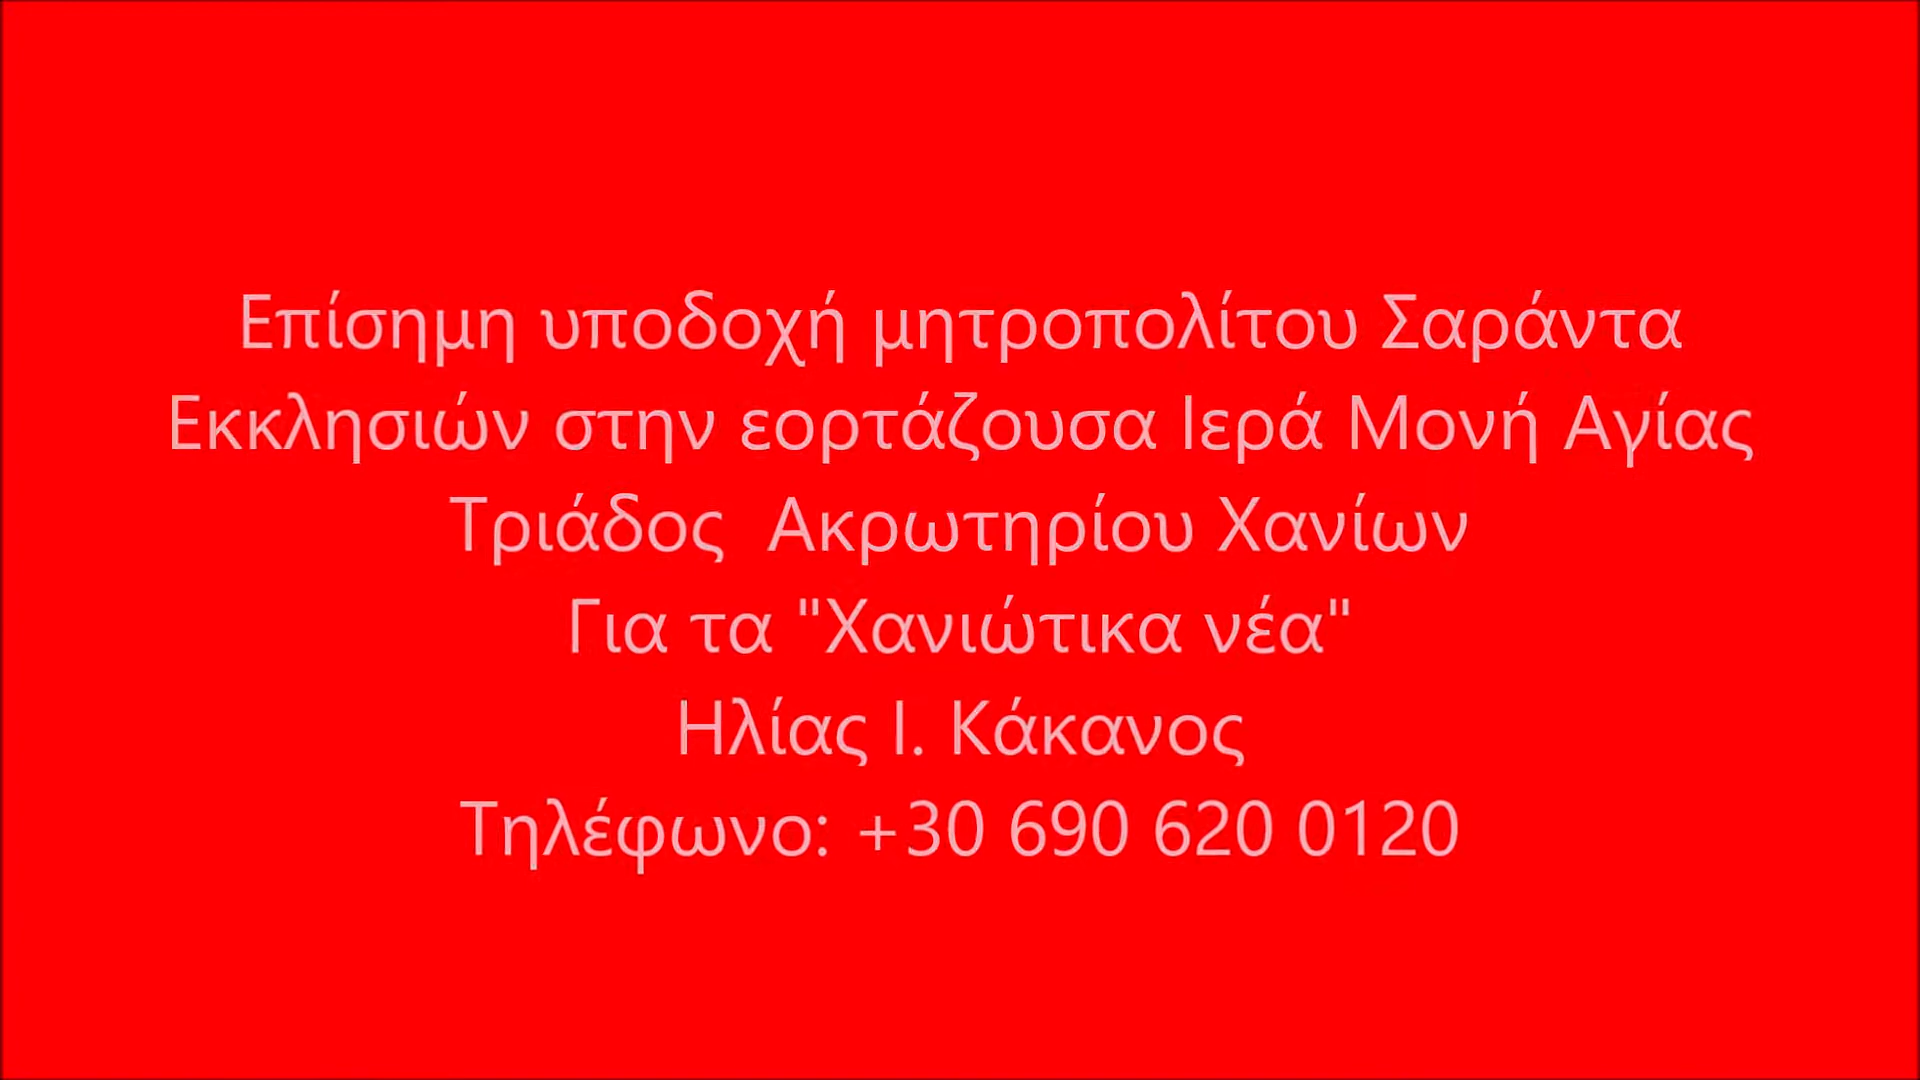 Επίσημη υποδοχή μητροπολίτου Σαράντα
Εκκλησιών στην εορτάζουσα Ιερά Μονή Αγίας
Τριάδος  Ακρωτηρίου Χανίων
Για τα "Χανιώτικα νέα"
Ηλίας Ι. Κάκανος
Τηλέφωνο: +30 690 620 0120